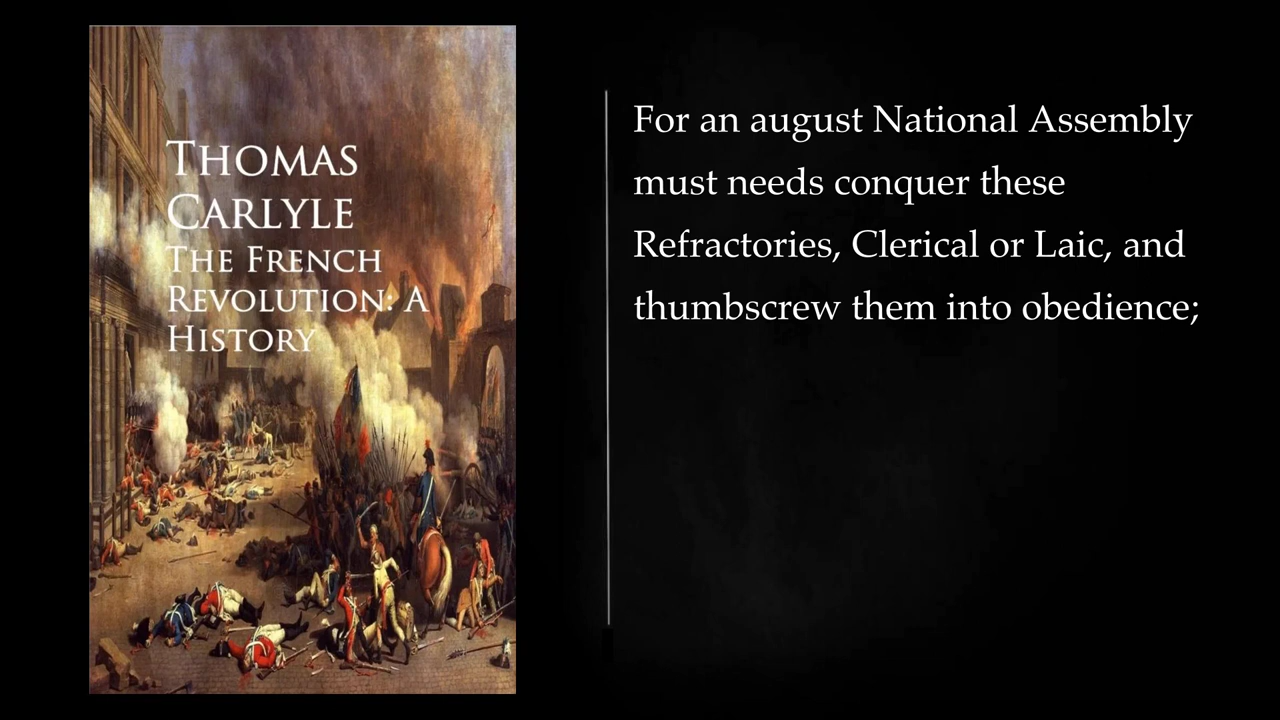 THOMAS
CARLYLE
THE FRENCH
REVOLUTION: A
HISTORY
For an august National Assembly
must needs conquer these
Refractories, Clerical or Laic, and
thumbscrew them into obedience;